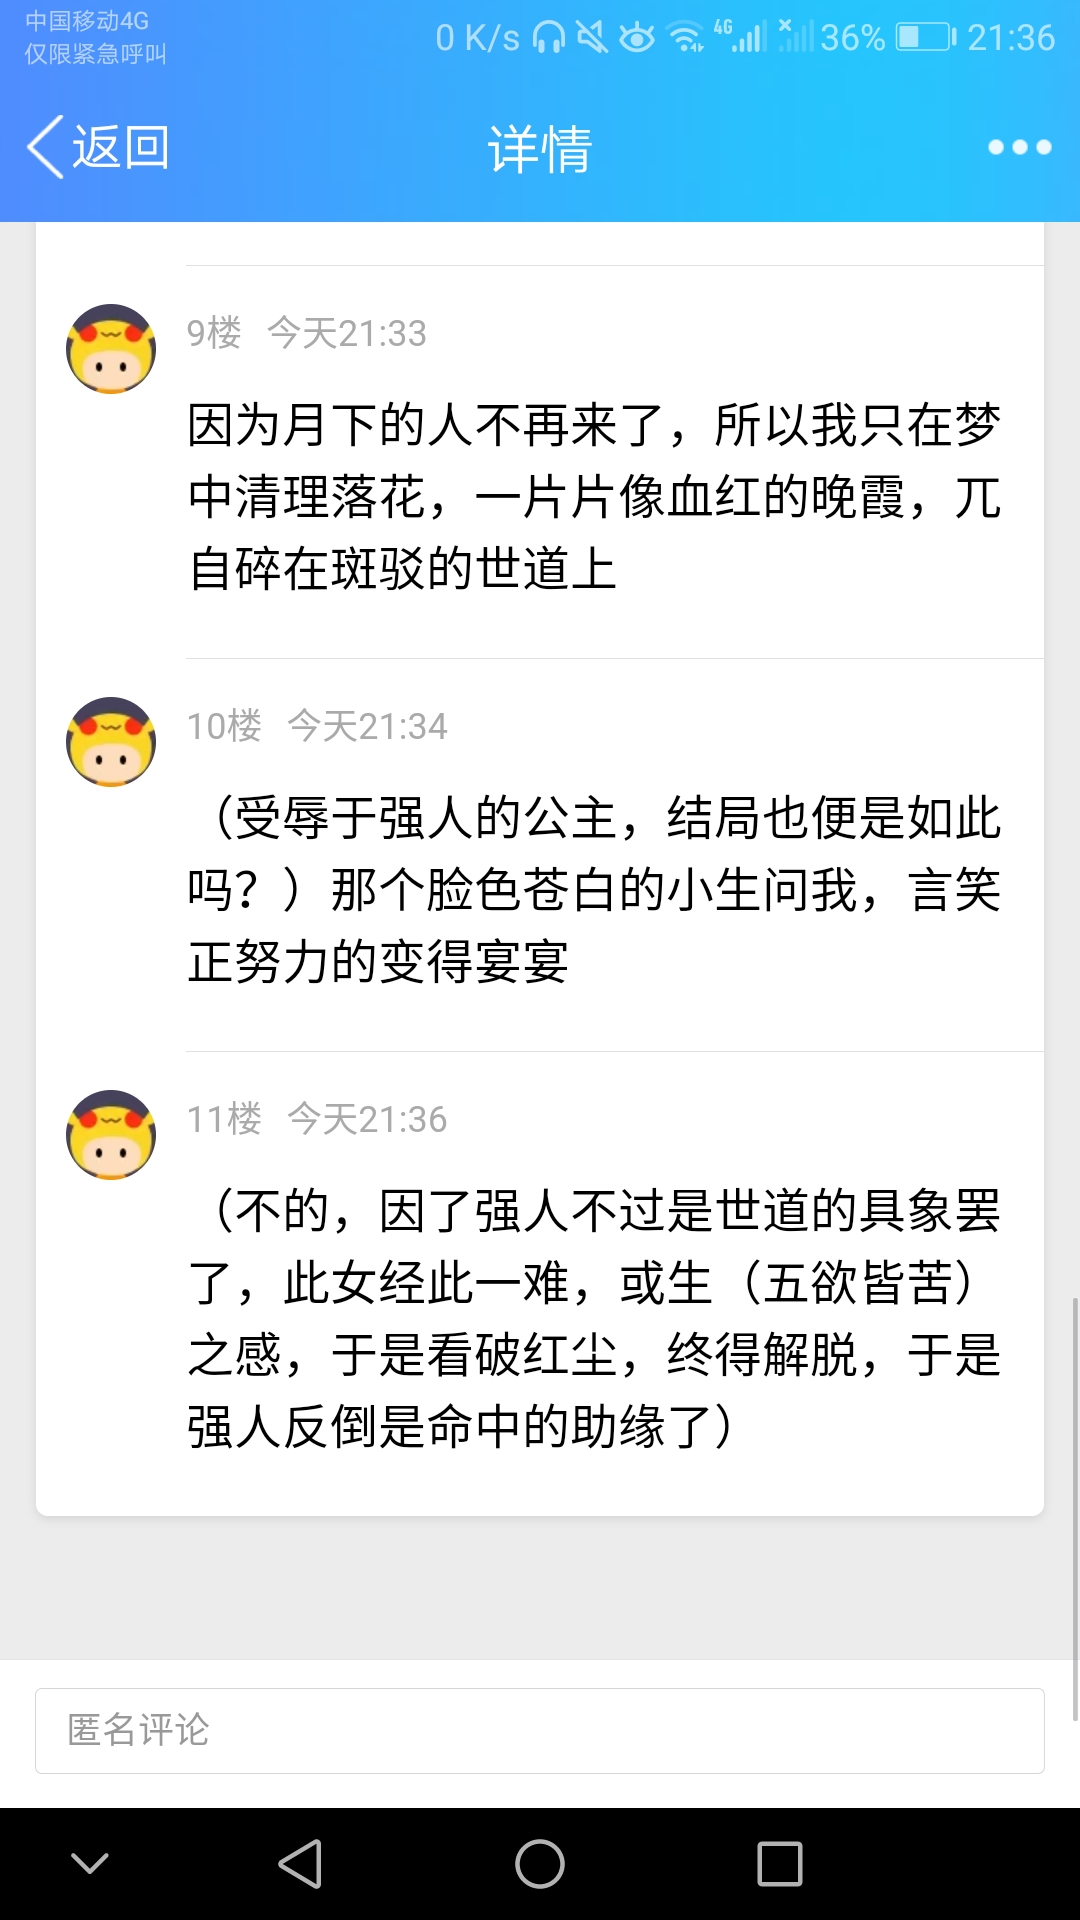 中国移动4G
仅限紧急呼叫
0 K/s 4G 36% 21:36
返回 详情
9楼 今天21:33
因为月下的人不再来了，所以我只在梦
中清理落花，一片片像血红的晚霞，兀
自碎在斑驳的世道上
10楼 今天21:34
（受辱于强人的公主，结局也便是如此
吗？）那个脸色苍白的小生问我，言笑
正努力的变得宴宴
11楼 今天21:36
（不的，因了强人不过是世道的具象罢
了，此女经此一难，或生（五欲皆苦）
之感，于是看破红尘，终得解脱，于是
强人反倒是命中的助缘了）
匿名评论